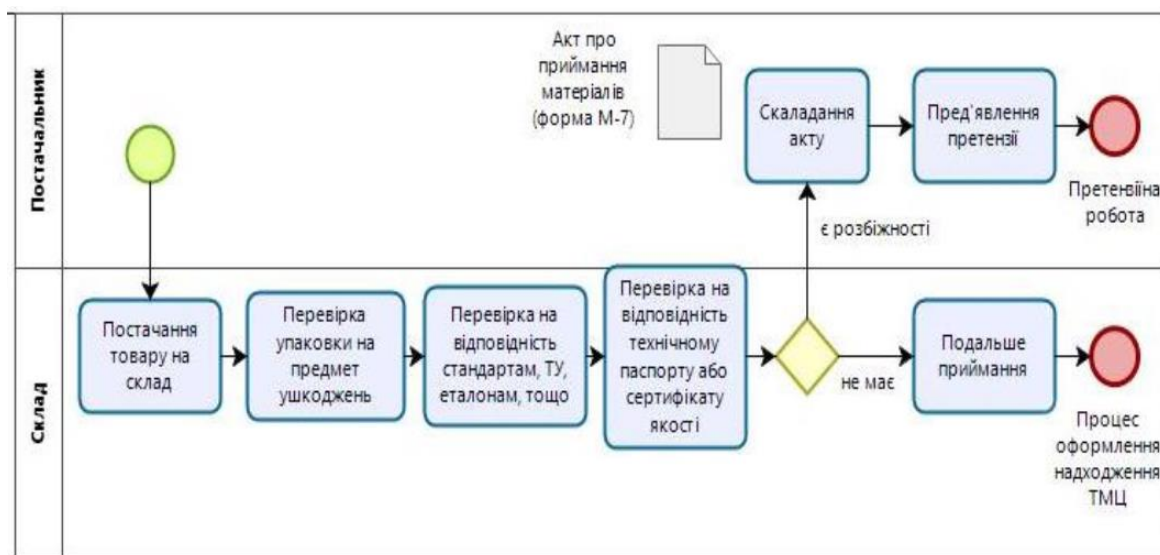 Постачальник
Акт про
приймання
матеріалів
(форма М-7)
Скаладання
акту
Пред'явлення
претензії
Претензіїна
робота
є розбіжності
Склад
Постачання
товару на
склад
Перевірка
упаковки на
предмет
ушкоджень
Перевірка на
відповідність
стандартам, ТУ,
еталонам, тощо
Перевірка на
відповідність
технічному
паспорту або
сертифікату
якості
не має
Подальше
приймання
Процес
оформлення
надходження
ТМЦ